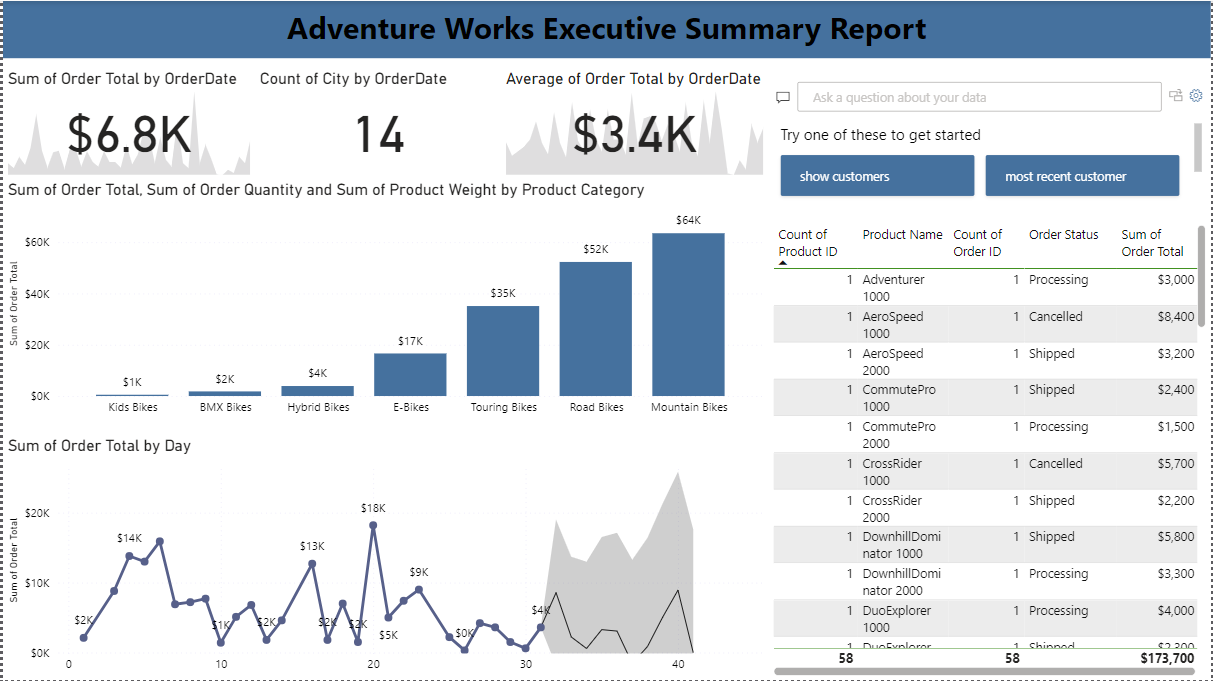 Adventure Works Executive Summary Report
Sum of Order Total by OrderDate
Count of City by OrderDate
Average of Order Total by OrderDate
$6.8K
14
$3.4K
Ask a question about your data
Try one of these to get started
show customers
most recent customer
Sum of Order Total, Sum of Order Quantity and Sum of Product Weight by Product Category
Sum of Order Total
$60K
$40K
$20K
$0K
$1K
$2K
$4K
$17K
$35K
$52K
$64K
Kids Bikes
BMX Bikes
Hybrid Bikes
E-Bikes
Touring Bikes
Road Bikes
Mountain Bikes
Sum of Order Total by Day
Sum of Order Total
$20K
$10K
$0K
$2K
$14K
$1K
$2K
$13K
$2K
$2K
$18K
$5K
$9K
$0K
$4K
0
10
20
30
40
Count of Product ID Product Name Count of Order ID Order Status Sum of Order Total
1 Adventurer 1000 1 Processing $3,000
1 AeroSpeed 1000 1 Cancelled $8,400
1 AeroSpeed 2000 1 Shipped $3,200
1 CommutePro 1000 1 Shipped $2,400
1 CommutePro 2000 1 Processing $1,500
1 CrossRider 1000 1 Cancelled $5,700
1 CrossRider 2000 1 Shipped $2,200
1 DownhillDomi nator 1000 1 Shipped $5,800
1 DownhillDomi nator 2000 1 Processing $3,300
1 DuoExplorer 1000 1 Processing $4,000
1 DuoExplorer 1 Shipped $2,300
58 58 $173,700